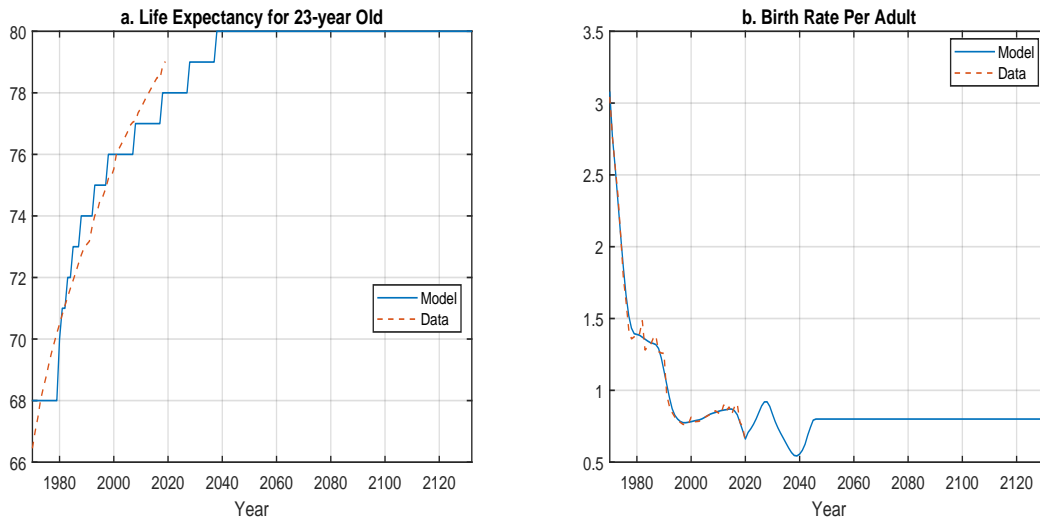 a. Life Expectancy for 23-year Old
80
78
76
74
72
70
68
66
1980 2000 2020 2040 2060 2080 2100 2120
Year
Model
Data
b. Birth Rate Per Adult
3.5
3
2.5
2
1.5
1
0.5
1980 2000 2020 2040 2060 2080 2100 2120
Year
Model
Data